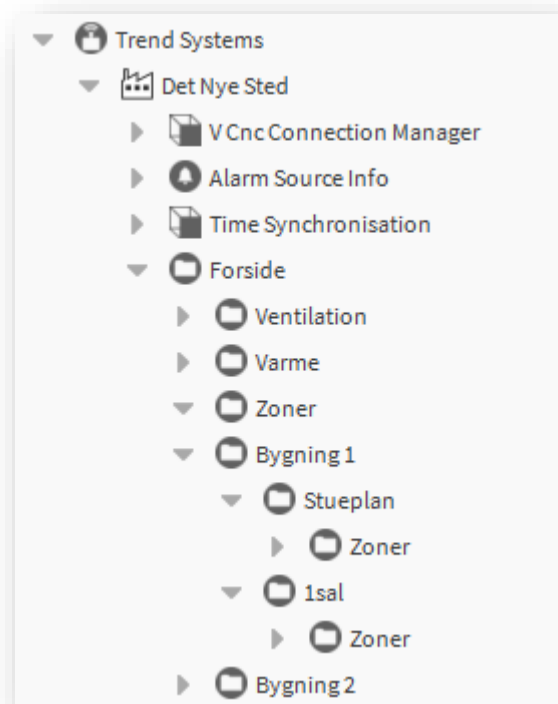 Trend Systems
Det Nye Sted
V Cnc Connection Manager
Alarm Source Info
Time Synchronisation
Forside
Ventilation
Varme
Zoner
Bygning 1
Stueplan
Zoner
1sal
Zoner
Bygning 2